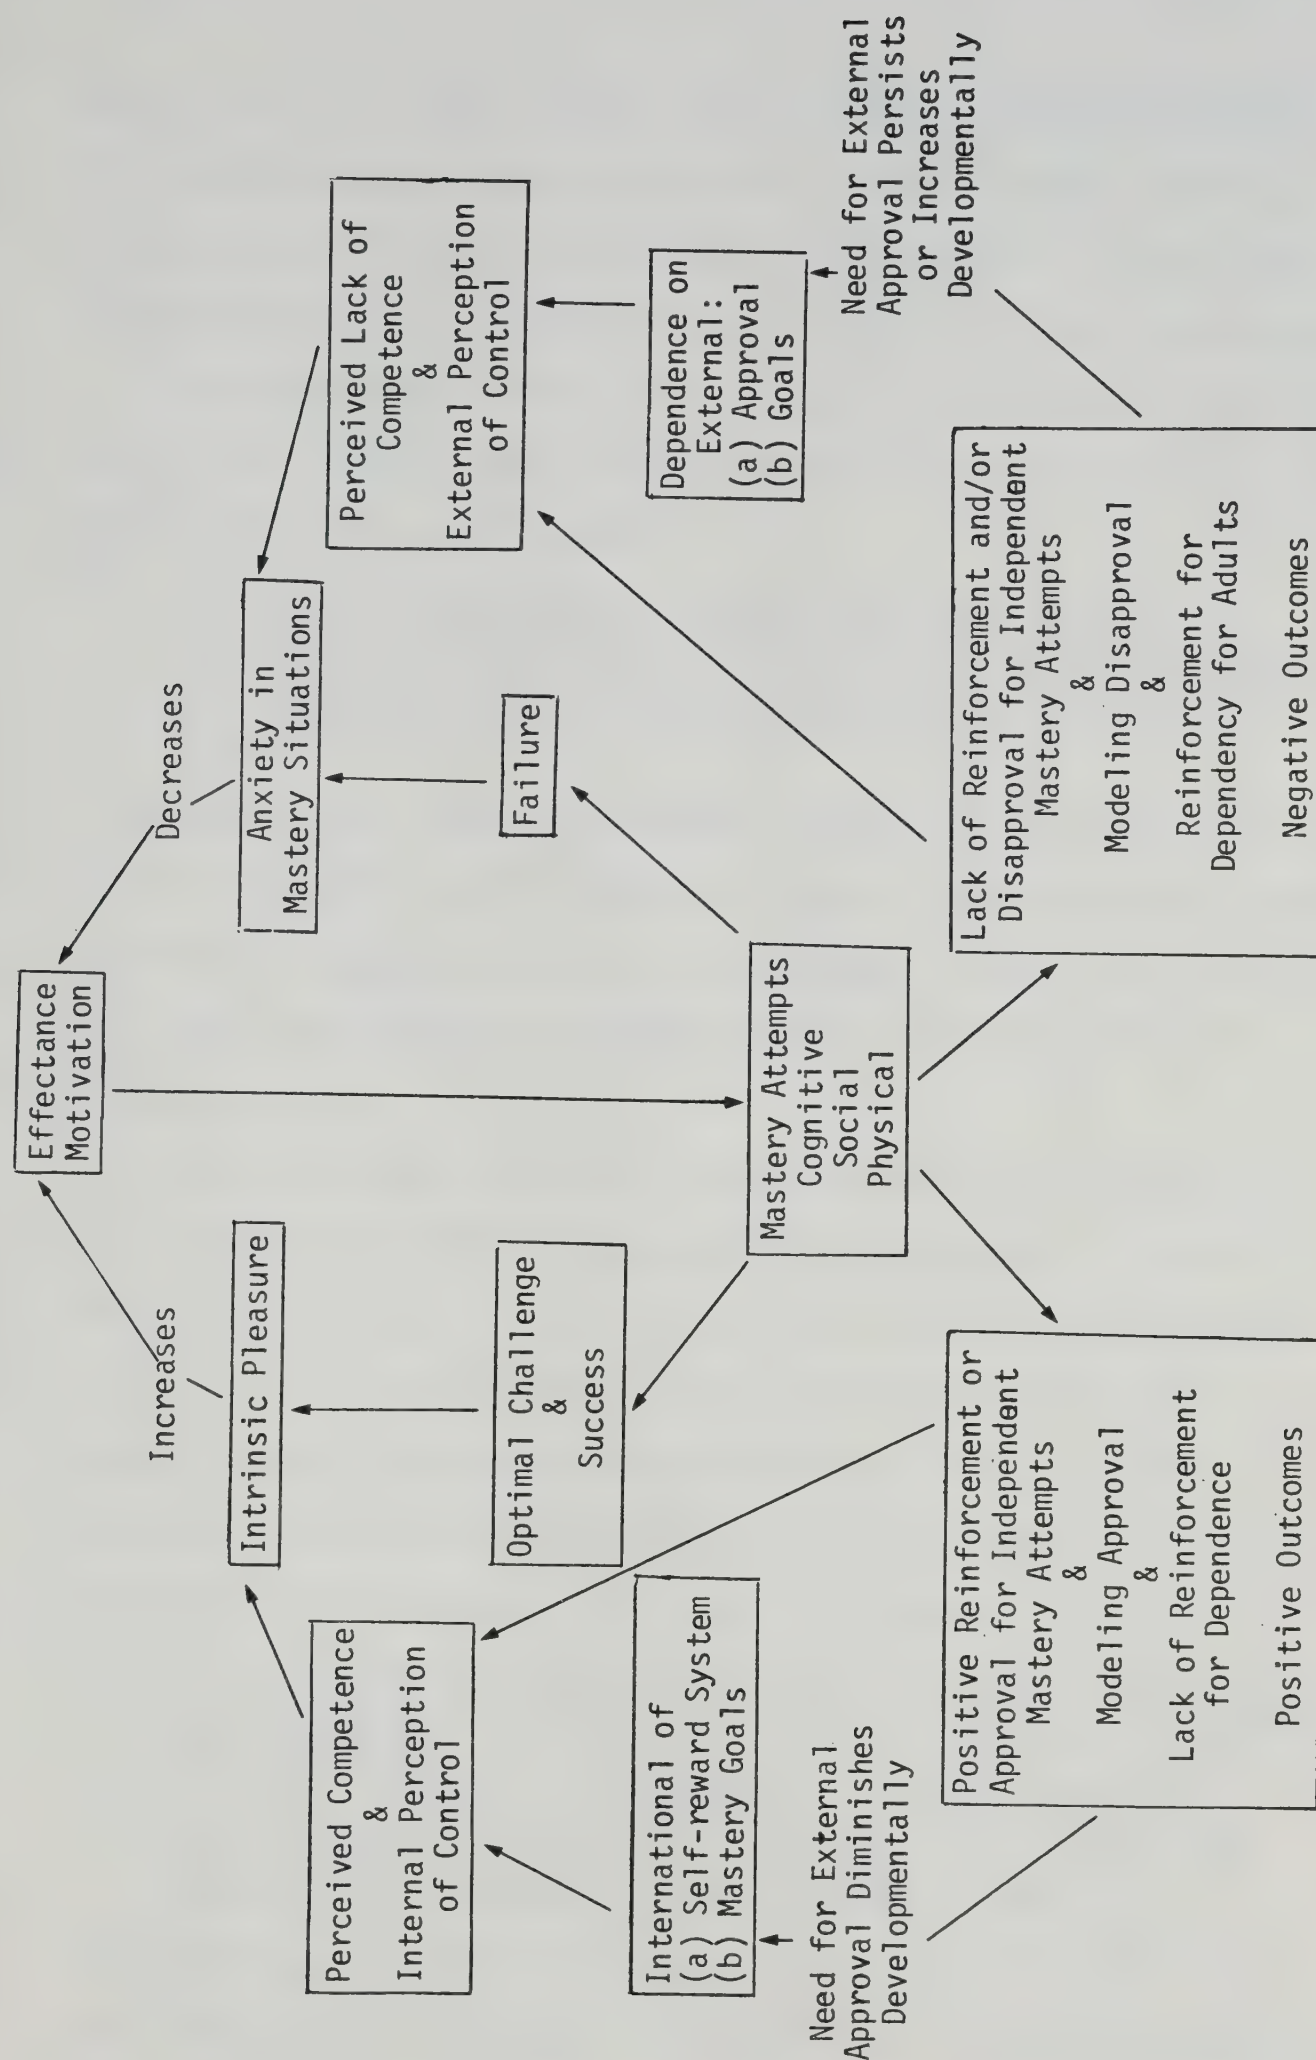 Effectance
Motivation
Increases
Decreases
Intrinsic Pleasure
Anxiety in
Mastery Situations
Perceived Competence
&
Internal Perception
of Control
Perceived Lack of
Competence
&
External Perception
of Control
Optimal Challenge
&
Success
Failure
International of
(a) Self-reward System
(b) Mastery Goals
Mastery Attempts
Cognitive
Social
Physical
Dependence on
External:
(a) Approval
(b) Goals
Need for External
Approval Diminishes
Developmentally
Need for External
Approval Persists
or Increases
Developmentally
Positive Reinforcement or
Approval for Independent
Mastery Attempts
&
Modeling Approval
&
Lack of Reinforcement
for Dependence
Positive Outcomes
Lack of Reinforcement and/or
Disapproval for Independent
Mastery Attempts
&
Modeling Disapproval
&
Reinforcement for
Dependency for Adults
Negative Outcomes